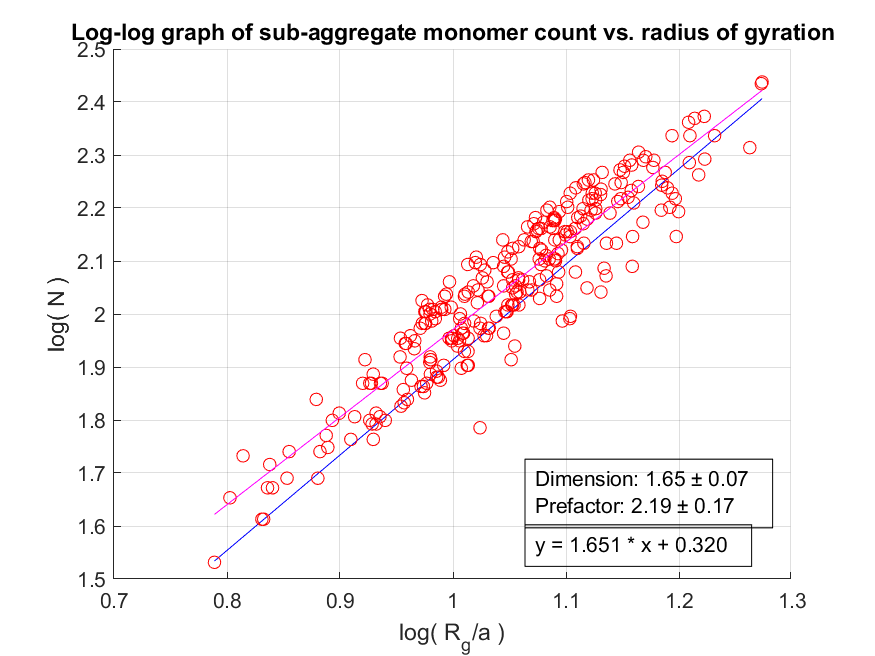 Log-log graph of sub-aggregate monomer count vs. radius of gyration
2.5
2.4
2.3
2.2
2.1
2
1.9
1.8
1.7
1.6
1.5
log( N )
Dimension: 1.65 ± 0.07
Prefactor: 2.19 ± 0.17
y = 1.651 * x + 0.320
0.7 0.8 0.9 1 1.1 1.2 1.3
log( R_g/a )